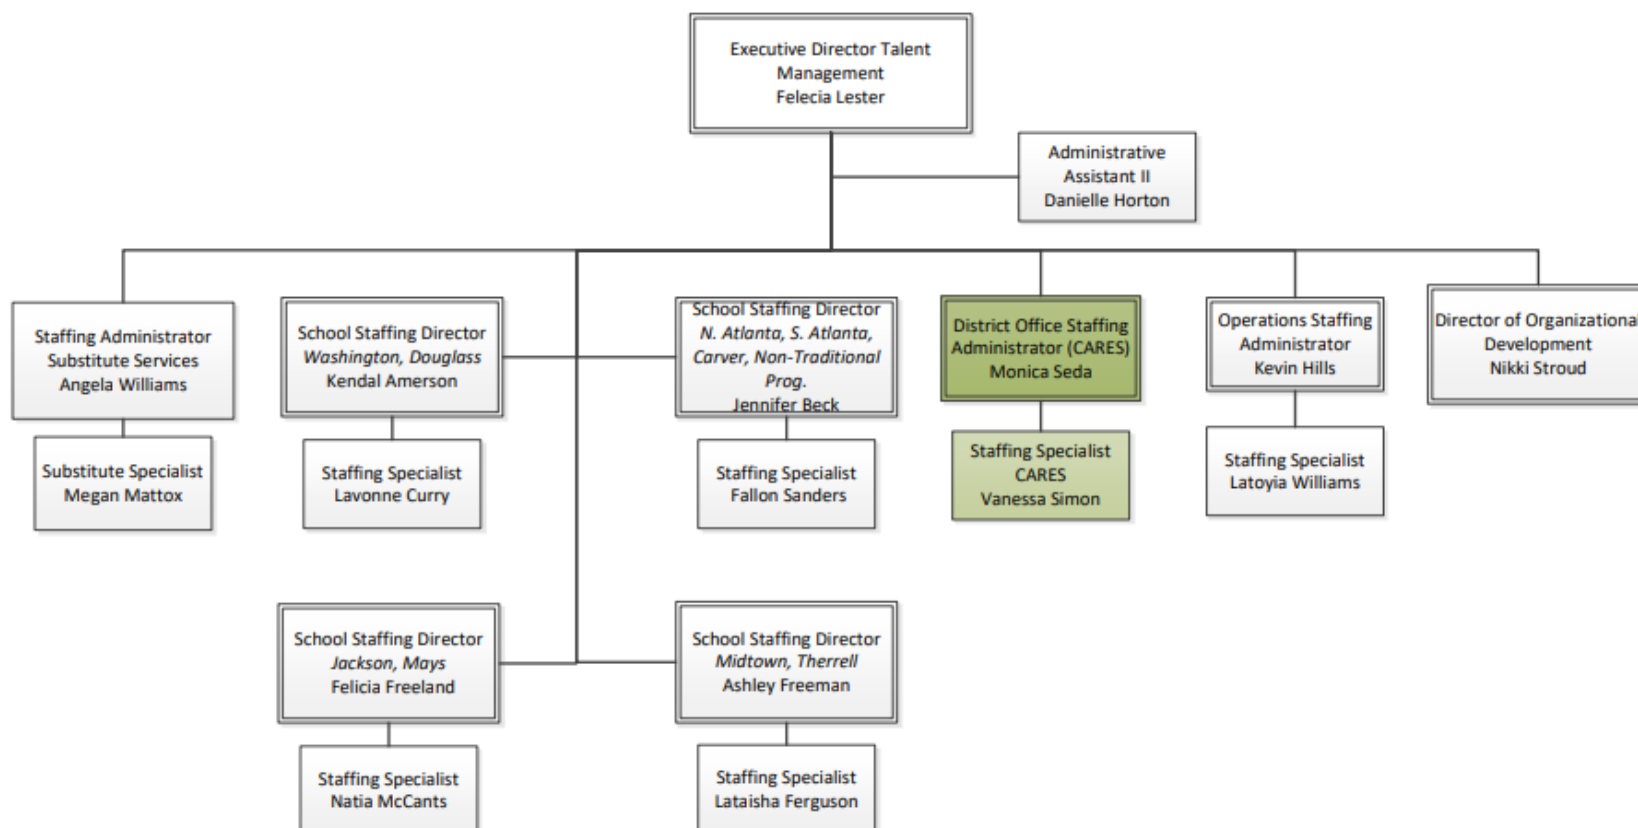 Executive Director Talent
Management
Felecia Lester
Administrative
Assistant II
Danielle Horton
Staffing Administrator
Substitute Services
Angela Williams
School Staffing Director
Washington, Douglass
Kendal Amerson
School Staffing Director
N. Atlanta, S. Atlanta,
Carver, Non-Traditional
Prog.
Jennifer Beck
District Office Staffing
Administrator (CARES)
Monica Seda
Operations Staffing
Administrator
Kevin Hills
Director of Organizational
Development
Nikki Stroud
Substitute Specialist
Megan Mattox
Staffing Specialist
Lavonne Curry
Staffing Specialist
Fallon Sanders
Staffing Specialist
CARES
Vanessa Simon
Staffing Specialist
Latoyia Williams
School Staffing Director
Jackson, Mays
Felicia Freeland
School Staffing Director
Midtown, Therrell
Ashley Freeman
Staffing Specialist
Natia McCants
Staffing Specialist
Lataisha Ferguson